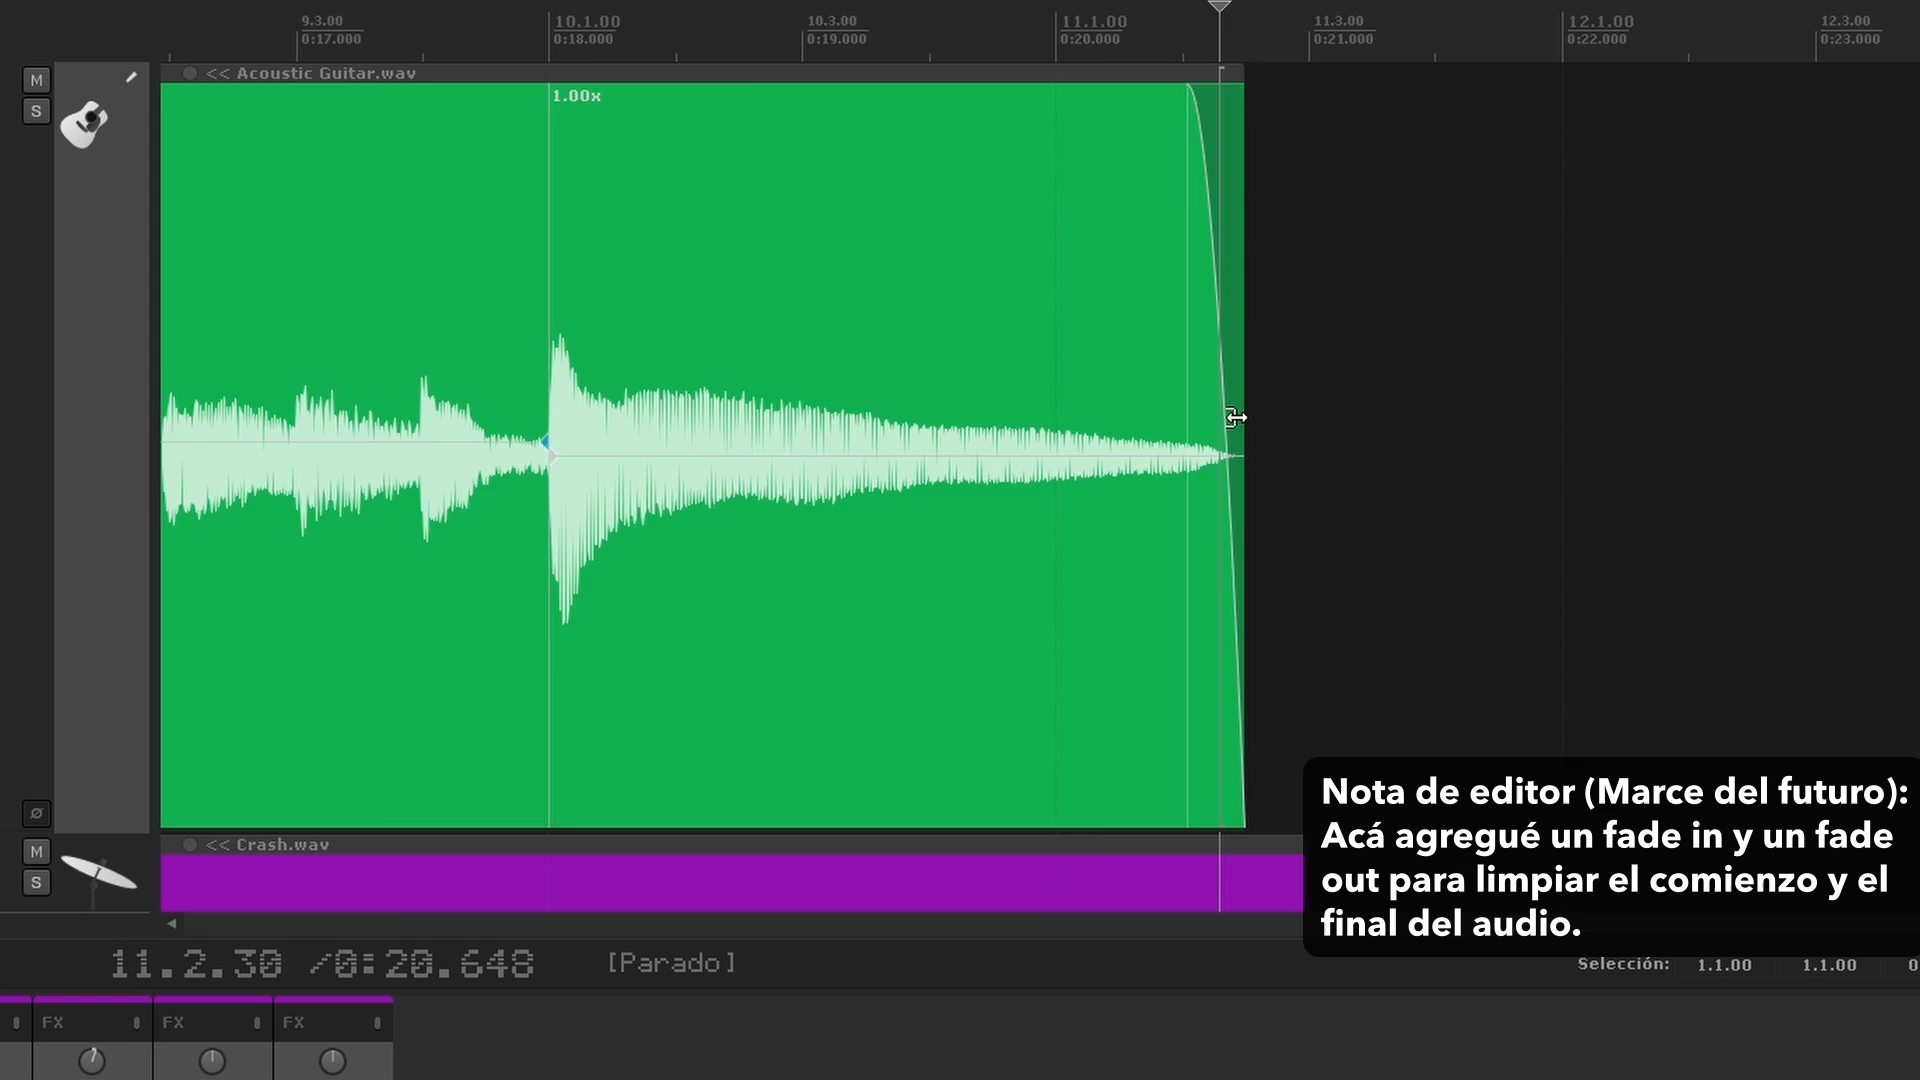 9.3.00
0:17.000
10.1.00
0:18.000
10.3.00
0:19.000
11.1.00
0:20.000
11.3.00
0:21.000
12.1.00
0:22.000
12.3.00
0:23.000
M
S
<< Acoustic Guitar.wav
1.00x
Ø
M
S
<< Crash.wav
Nota de editor (Marce del futuro):
Acá agregué un fade in y un fade
out para limpiar el comienzo y el
final del audio.
11.2.30 /0:20.648
[Parado]
Selección: 1.1.00 1.1.00 0
FX
FX
FX